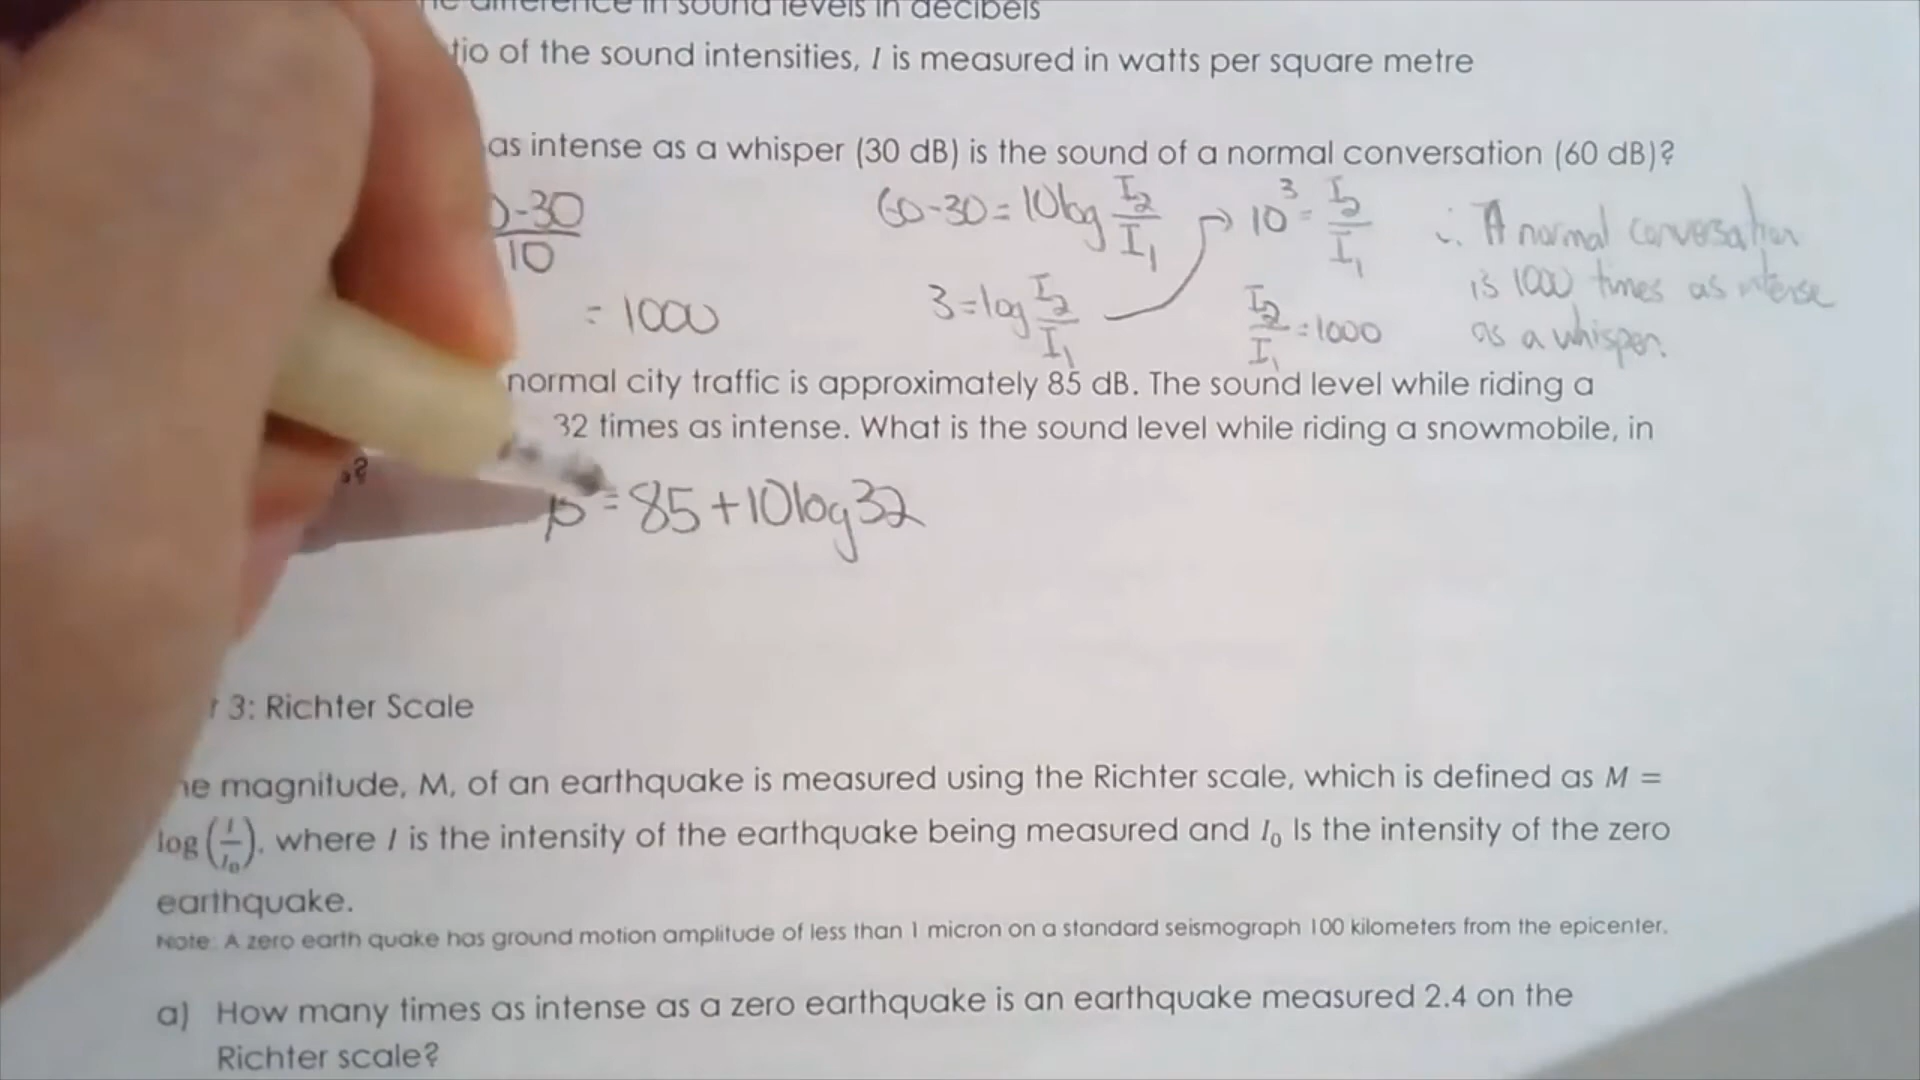 difference in sound levels in decibels
tio of the sound intensities, I is measured in watts per square metre
as intense as a whisper (30 dB) is the sound of a normal conversation (60 dB)?
-30
10
= 1000
60-30 = 10log I₂/I₁
3 = log I₂/I₁
10³ = I₂/I₁
I₂/I₁ = 1000
∴ A normal conversation
is 1000 times as intense
as a whisper.
normal city traffic is approximately 85 dB. The sound level while riding a
32 times as intense. What is the sound level while riding a snowmobile, in
?
= 85 + 10log32
3: Richter Scale
magnitude, M, of an earthquake is measured using the Richter scale, which is defined as M =
log (I/I₀), where I is the intensity of the earthquake being measured and I₀ Is the intensity of the zero
earthquake.
Note: A zero earth quake has ground motion amplitude of less than 1 micron on a standard seismograph 100 kilometers from the epicenter.
a) How many times as intense as a zero earthquake is an earthquake measured 2.4 on the
Richter scale?